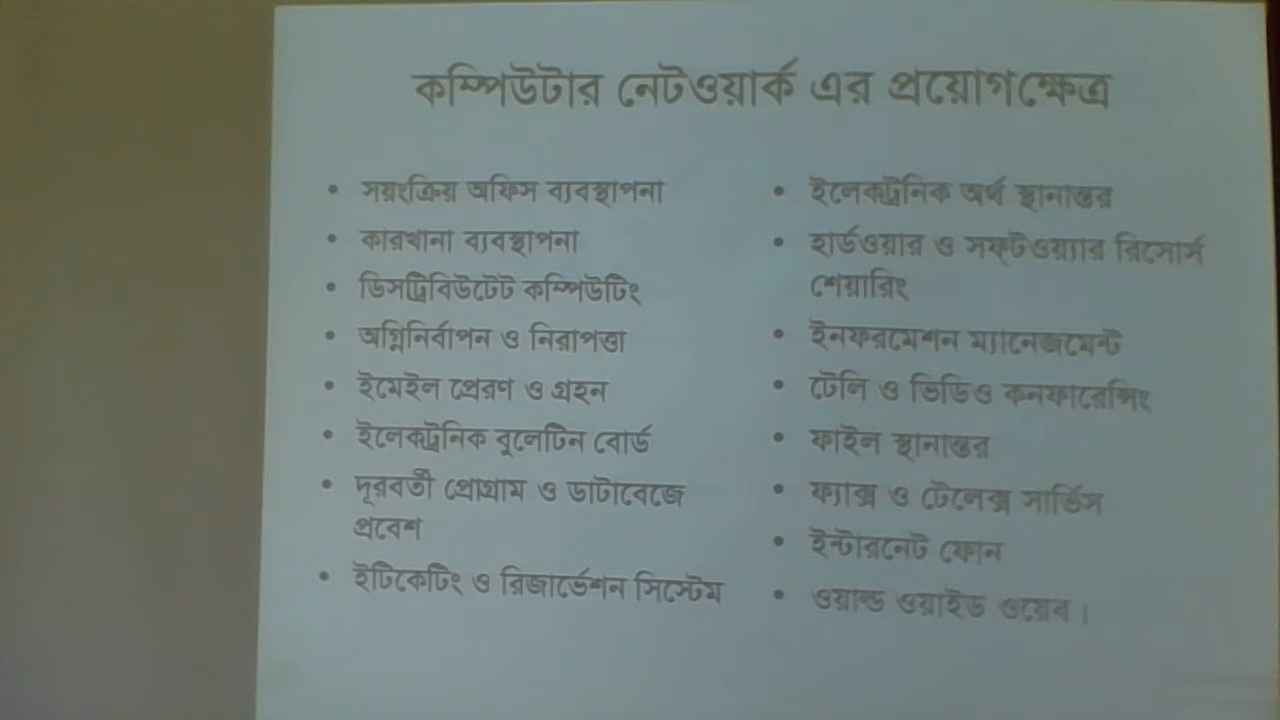 কম্পিউটার নেটওয়ার্ক এর প্রয়োগক্ষেত্র
• সয়ংক্রিয় অফিস ব্যবস্থাপনা
• কারখানা ব্যবস্থাপনা
• ডিসট্রিবিউটেট কম্পিউটিং
• অগ্নিনির্বাপন ও নিরাপত্তা
• ইমেইল প্রেরণ ও গ্রহন
• ইলেকট্রনিক বুলেটিন বোর্ড
• দূরবর্তী প্রোগ্রাম ও ডাটাবেজে
প্রবেশ
• ইটিকেটিং ও রিজার্ভেশন সিস্টেম
• ইলেকট্রনিক অর্থ স্থানান্তর
• হার্ডওয়ার ও সফ্টওয়্যার রিসোর্স
শেয়ারিং
• ইনফরমেশন ম্যানেজমেন্ট
• টেলি ও ভিডিও কনফারেন্সিং
• ফাইল স্থানান্তর
• ফ্যাক্স ও টেলেক্স সার্ভিস
• ইন্টারনেট ফোন
• ওয়াল্ড ওয়াইড ওয়েব।